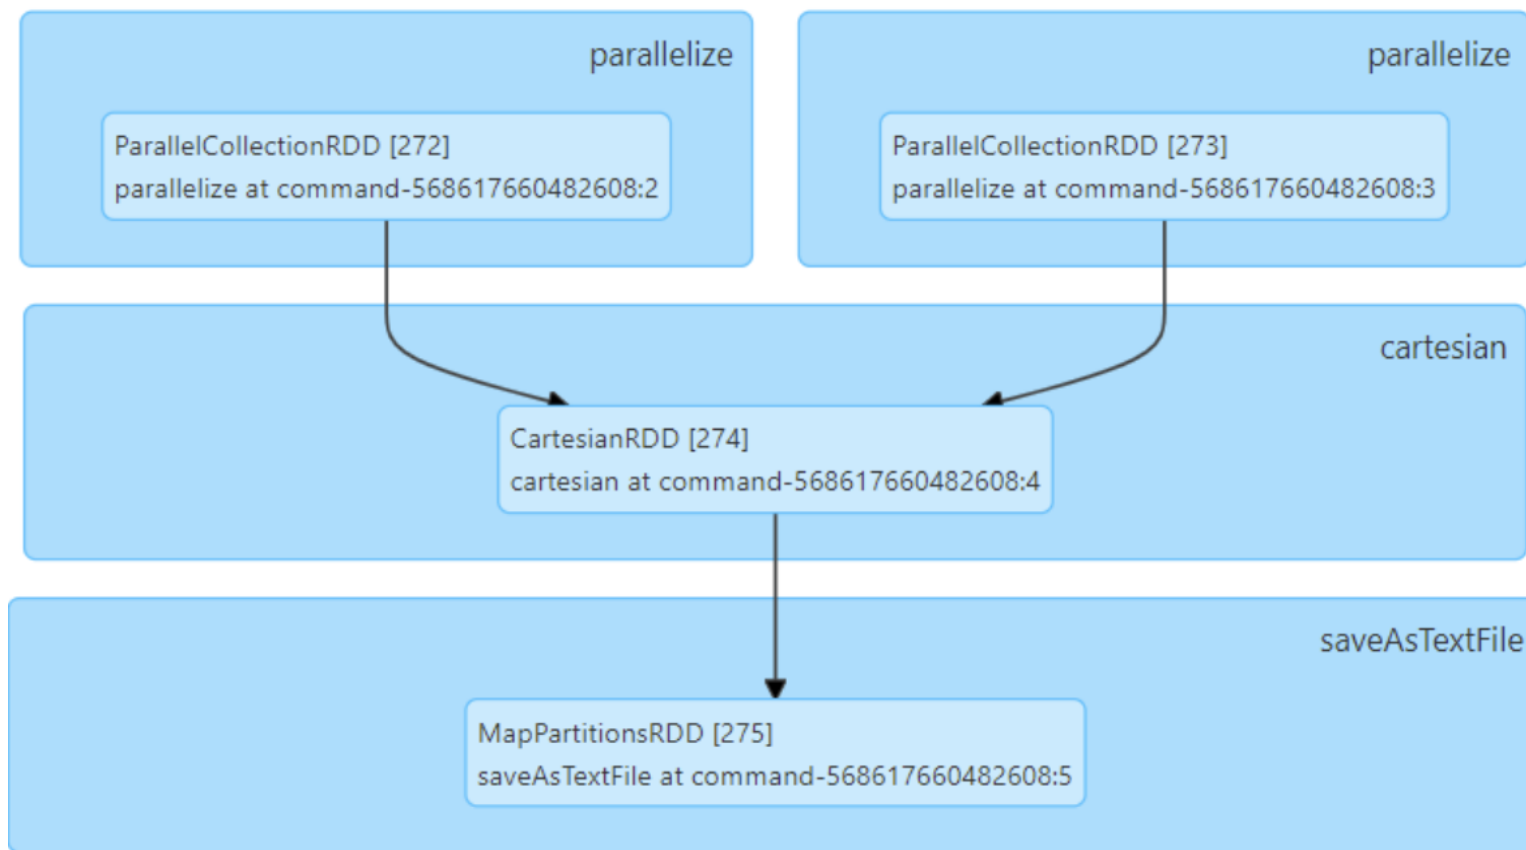 parallelize
ParallelCollectionRDD [272]
parallelize at command-568617660482608:2
parallelize
ParallelCollectionRDD [273]
parallelize at command-568617660482608:3
cartesian
CartesianRDD [274]
cartesian at command-568617660482608:4
saveAsTextFile
MapPartitionsRDD [275]
saveAsTextFile at command-568617660482608:5